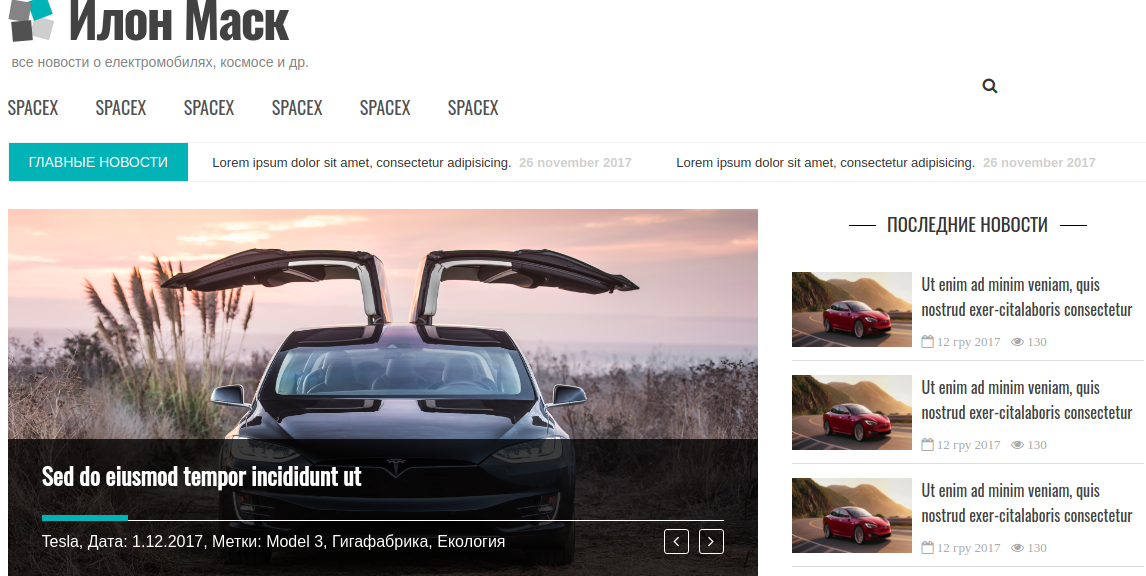 Илон Маск
все новости о електромобилях, космосе и др.
SPACEX SPACEX SPACEX SPACEX SPACEX SPACEX
ГЛАВНЫЕ НОВОСТИ Lorem ipsum dolor sit amet, consectetur adipisicing. 26 november 2017 Lorem ipsum dolor sit amet, consectetur adipisicing. 26 november 2017
Sed do eiusmod tempor incididunt ut
Tesla, Дата: 1.12.2017, Метки: Model 3, Гигафабрика, Екология
ПОСЛЕДНИЕ НОВОСТИ
Ut enim ad minim veniam, quis
nostrud exer-citalaboris consectetur
12 гру 2017 130
Ut enim ad minim veniam, quis
nostrud exer-citalaboris consectetur
12 гру 2017 130
Ut enim ad minim veniam, quis
nostrud exer-citalaboris consectetur
12 гру 2017 130